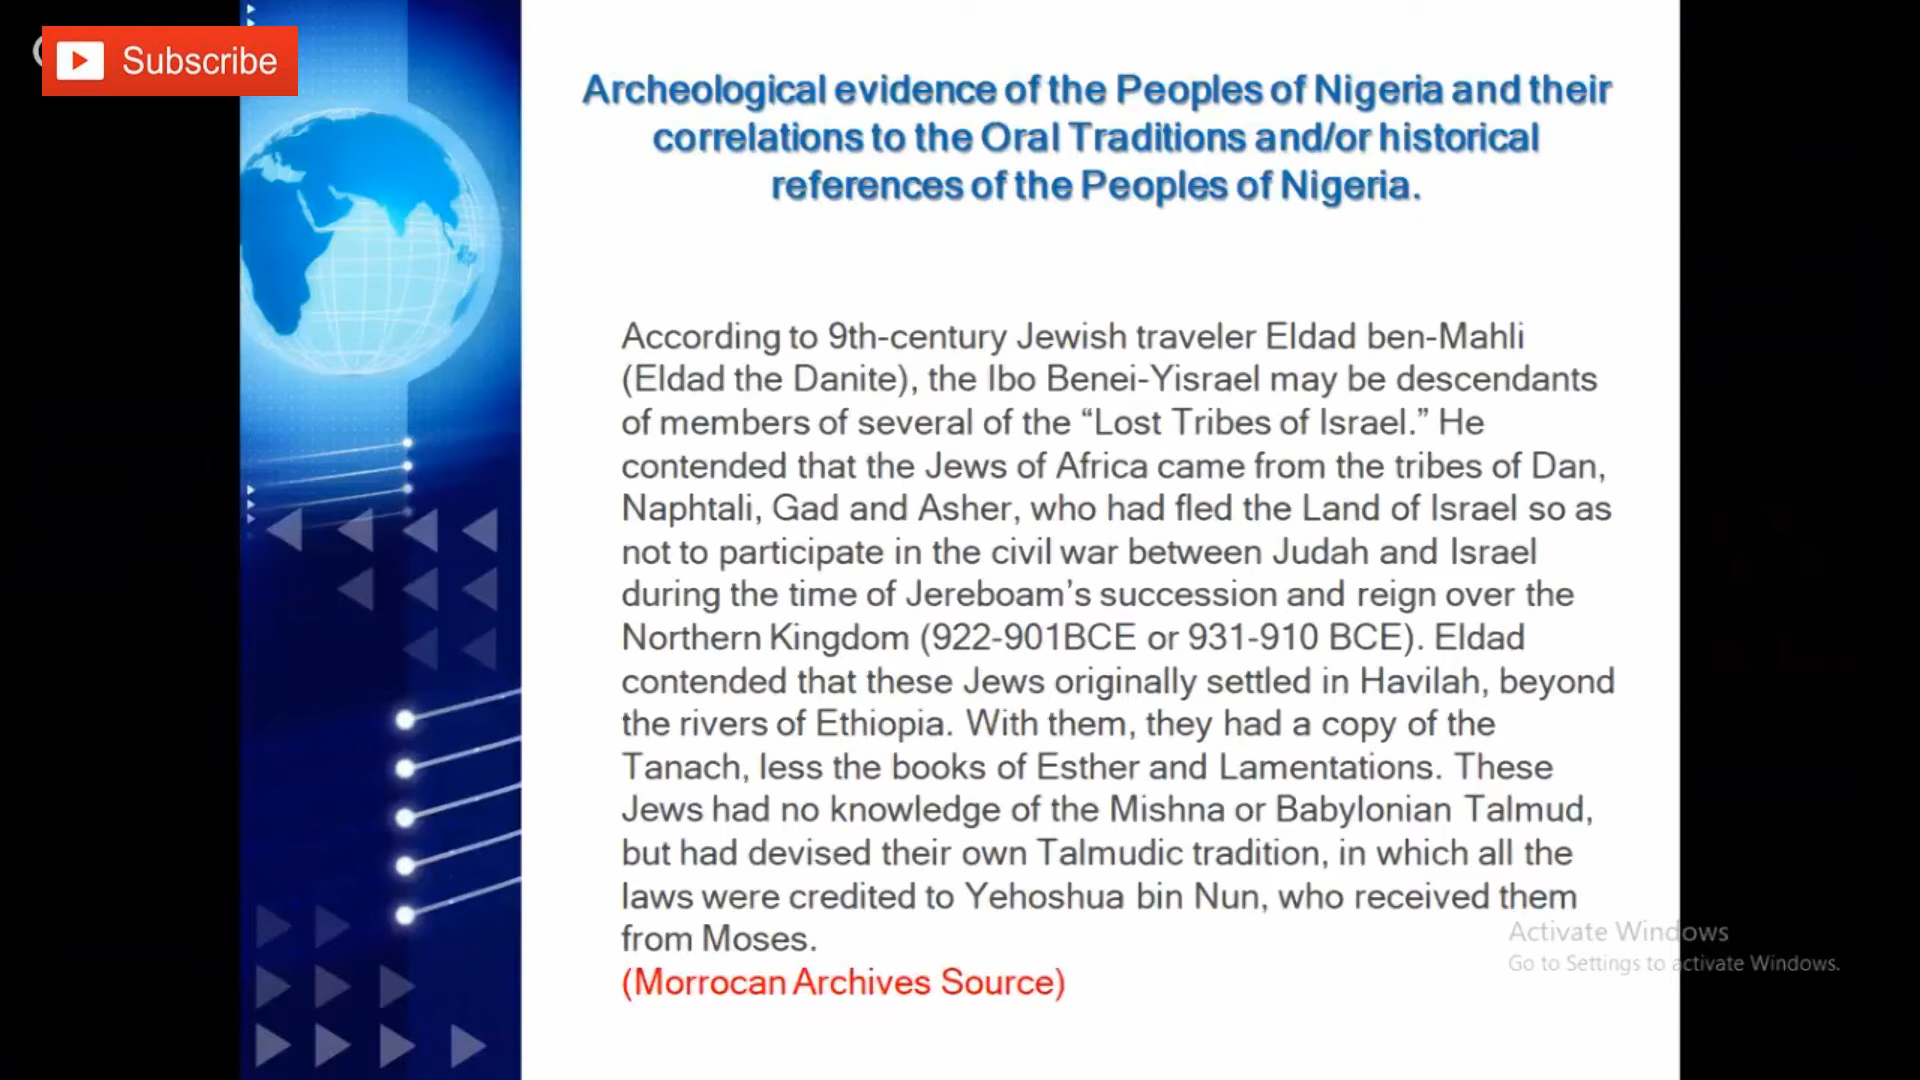 Subscribe
Archeological evidence of the Peoples of Nigeria and their
correlations to the Oral Traditions and/or historical
references of the Peoples of Nigeria.
According to 9th-century Jewish traveler Eldad ben-Mahli
(Eldad the Danite), the Ibo Benei-Yisrael may be descendants
of members of several of the “Lost Tribes of Israel.” He
contended that the Jews of Africa came from the tribes of Dan,
Naphtali, Gad and Asher, who had fled the Land of Israel so as
not to participate in the civil war between Judah and Israel
during the time of Jereboam’s succession and reign over the
Northern Kingdom (922-901BCE or 931-910 BCE). Eldad
contended that these Jews originally settled in Havilah, beyond
the rivers of Ethiopia. With them, they had a copy of the
Tanach, less the books of Esther and Lamentations. These
Jews had no knowledge of the Mishna or Babylonian Talmud,
but had devised their own Talmudic tradition, in which all the
laws were credited to Yehoshua bin Nun, who received them
from Moses.
(Morrocan Archives Source)
Activate Windows
Go to Settings to activate Windows.